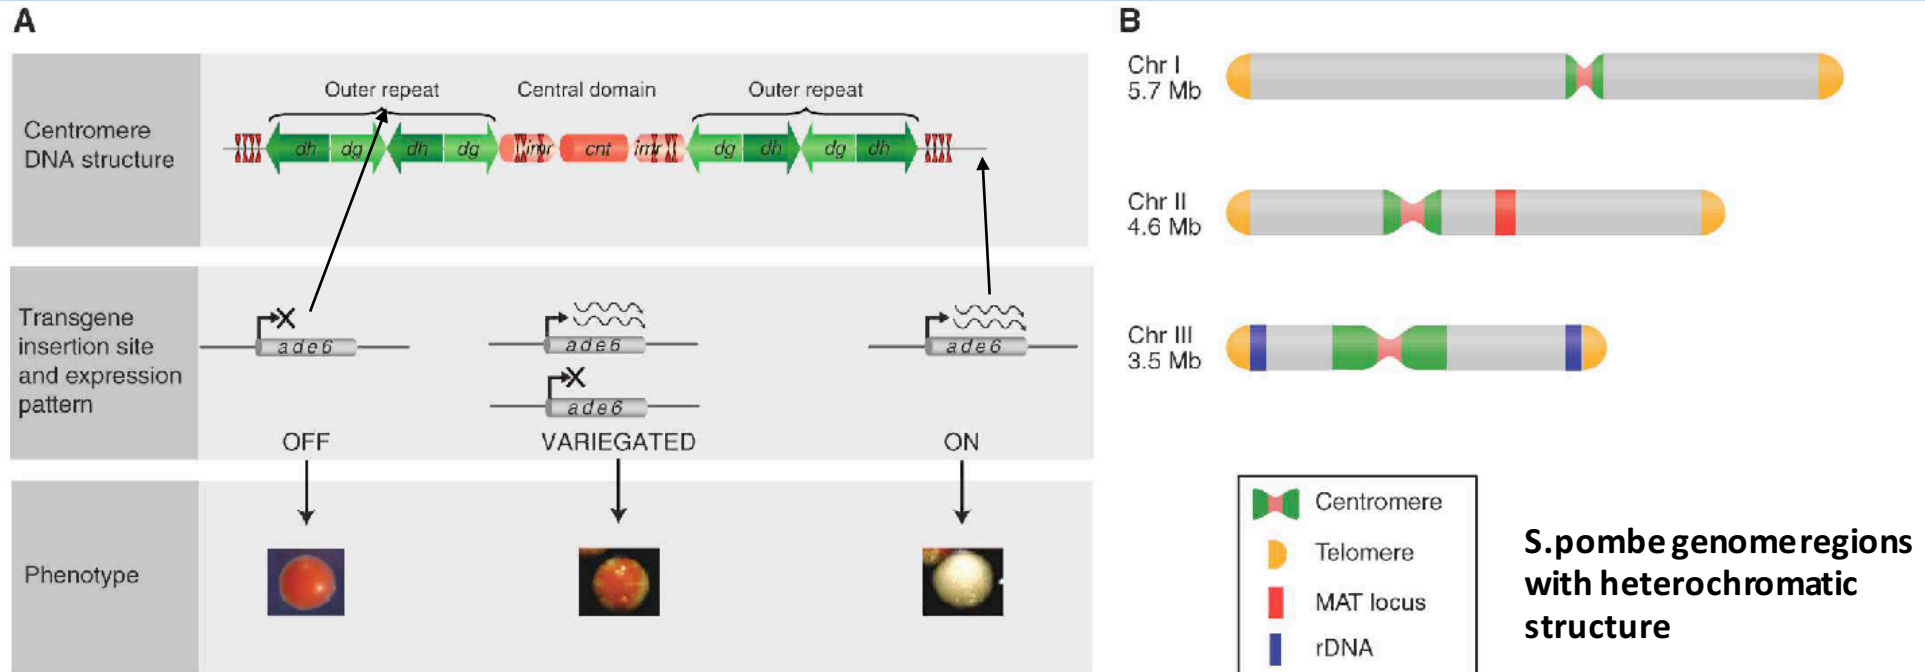 A
Centromere
DNA structure
Outer repeat
Central domain
Outer repeat
dh dg dh dg imr cnt imr dg dh dg dh
Transgene
insertion site
and expression
pattern
ade6
ade6
ade6
ade6
OFF
VARIEGATED
ON
Phenotype
B
Chr I
5.7 Mb
Chr II
4.6 Mb
Chr III
3.5 Mb
Centromere
Telomere
MAT locus
rDNA
S.pombe genome regions
with heterochromatic
structure